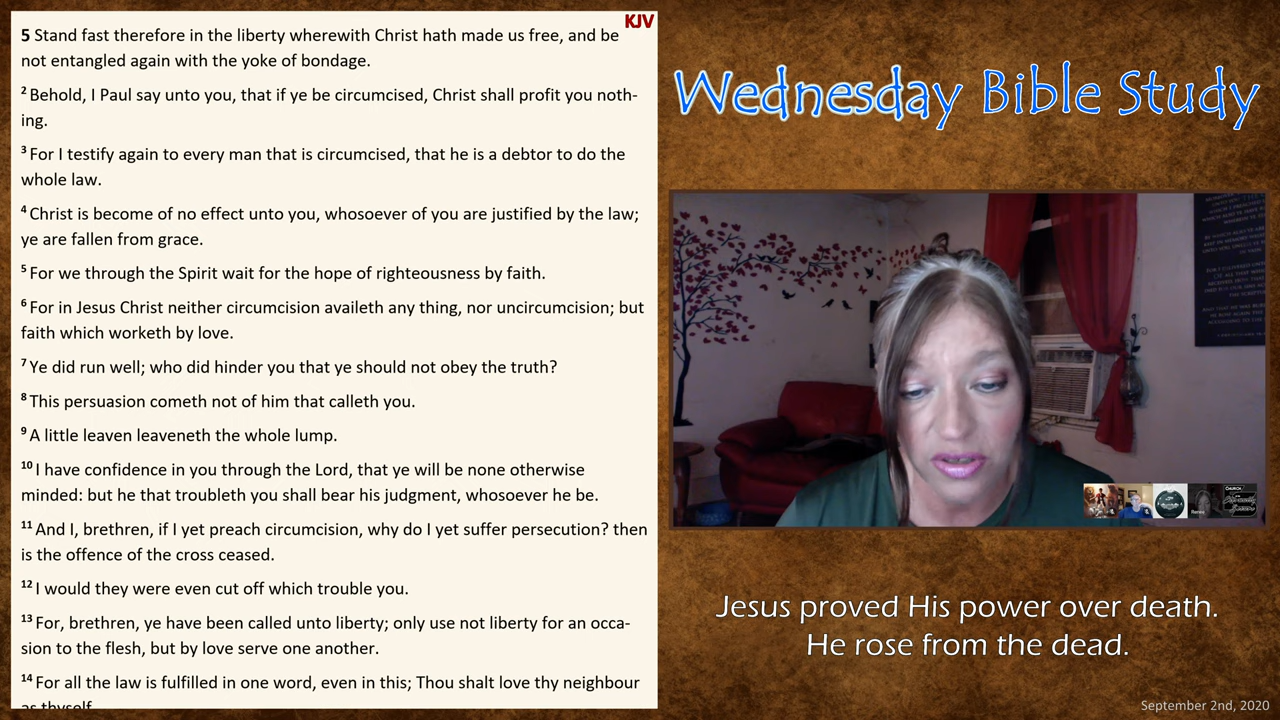 KJV
5 Stand fast therefore in the liberty wherewith Christ hath made us free, and be
not entangled again with the yoke of bondage.
2 Behold, I Paul say unto you, that if ye be circumcised, Christ shall profit you noth-
ing.
3 For I testify again to every man that is circumcised, that he is a debtor to do the
whole law.
4 Christ is become of no effect unto you, whosoever of you are justified by the law;
ye are fallen from grace.
5 For we through the Spirit wait for the hope of righteousness by faith.
6 For in Jesus Christ neither circumcision availeth any thing, nor uncircumcision; but
faith which worketh by love.
7 Ye did run well; who did hinder you that ye should not obey the truth?
8 This persuasion cometh not of him that calleth you.
9 A little leaven leaveneth the whole lump.
10 I have confidence in you through the Lord, that ye will be none otherwise
minded: but he that troubleth you shall bear his judgment, whosoever he be.
11 And I, brethren, if I yet preach circumcision, why do I yet suffer persecution? then
is the offence of the cross ceased.
12 I would they were even cut off which trouble you.
13 For, brethren, ye have been called unto liberty; only use not liberty for an occa-
sion to the flesh, but by love serve one another.
14 For all the law is fulfilled in one word, even in this; Thou shalt love thy neighbour
as thyself
Wednesday Bible Study
Renee
CHURCH
Jesus proved His power over death.
He rose from the dead.
September 2nd, 2020